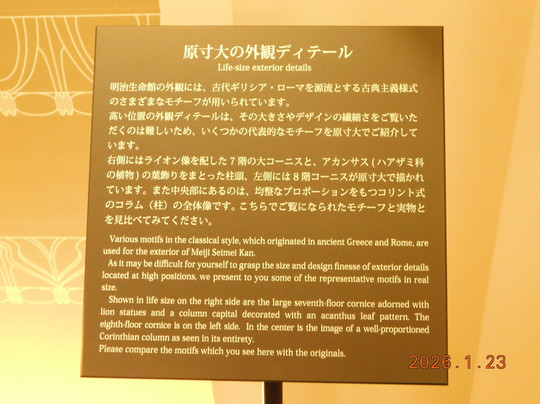 原寸大の外観ディテール
Life-size exterior details
明治生命館の外観には、古代ギリシア・ローマを源流とする古典主義様式
のさまざまなモチーフが用いられています。
高い位置の外観ディテールは、その大きさやデザインの繊細さをご覧いた
だくのは難しいため、いくつかの代表的なモチーフを原寸大でご紹介して
います。
右側にはライオン像を配した7階の大コーニスと、アカンサス(ハアザミ科
の植物)の葉飾りをまとった柱頭、左側には8階コーニスが原寸大で描かれ
ています。また中央部にあるのは、均整なプロポーションをもつコリント式
のコラム(柱)の全体像です。こちらでご覧になられたモチーフと実物と
を見比べてみてください。
Various motifs in the classical style, which originated in ancient Greece and Rome, are
used for the exterior of Meiji Seimei Kan.
As it may be difficult for yourself to grasp the size and design finesse of exterior details
located at high positions, we present to you some of the representative motifs in real
size.
Shown in life size on the right side are the large seventh-floor cornice adorned with
lion statues and a column capital decorated with an acanthus leaf pattern. The
eighth-floor cornice is on the left side. In the center is the image of a well-proportioned
Corinthian column as seen in its entirety.
Please compare the motifs which you see here with the originals.
2026.1.23